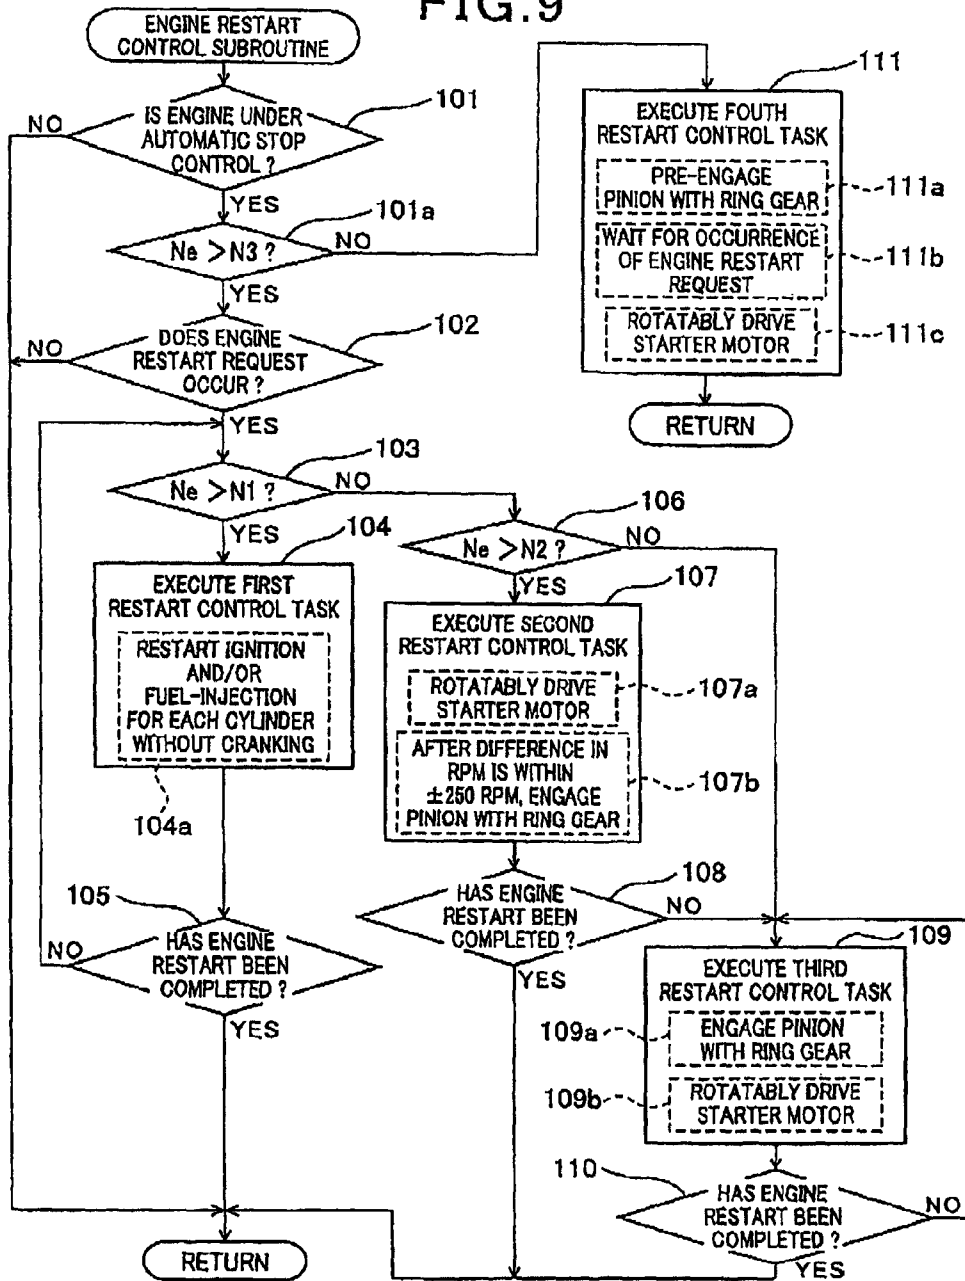 FIG.9
ENGINE RESTART
CONTROL SUBROUTINE
101
IS ENGINE UNDER
AUTOMATIC STOP
CONTROL ?
NO
YES
101a
Ne >N3 ?
NO
YES
102
DOES ENGINE
RESTART REQUEST
OCCUR ?
NO
YES
103
Ne >N1 ?
NO
YES
104
EXECUTE FIRST
RESTART CONTROL TASK
RESTART IGNITION
AND/OR
FUEL-INJECTION
FOR EACH CYLINDER
WITHOUT CRANKING
104a
105
HAS ENGINE
RESTART BEEN
COMPLETED ?
NO
YES
RETURN
106
Ne >N2 ?
NO
YES
107
EXECUTE SECOND
RESTART CONTROL TASK
ROTATABLY DRIVE
STARTER MOTOR
107a
AFTER DIFFERENCE IN
RPM IS WITHIN
±250 RPM, ENGAGE
PINION WITH RING GEAR
107b
108
HAS ENGINE
RESTART BEEN
COMPLETED ?
NO
YES
109
EXECUTE THIRD
RESTART CONTROL TASK
109a
ENGAGE PINION
WITH RING GEAR
109b
ROTATABLY DRIVE
STARTER MOTOR
110
HAS ENGINE
RESTART BEEN
COMPLETED ?
NO
YES
111
EXECUTE FOUTH
RESTART CONTROL TASK
PRE-ENGAGE
PINION WITH RING GEAR
111a
WAIT FOR OCCURRENCE
OF ENGINE RESTART
REQUEST
111b
ROTATABLY DRIVE
STARTER MOTOR
111c
RETURN